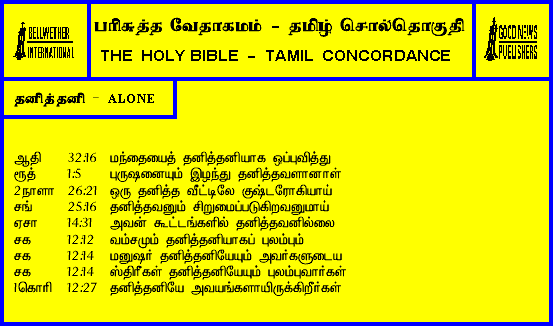 BELLWETHER
INTERNATIONAL
பரிசுத்த வேதாகமம் - தமிழ் சொல்தொகுதி
THE HOLY BIBLE - TAMIL CONCORDANCE
GOOD NEWS
PUBLISHERS
தனித்தனி - ALONE
ஆதி 32:16 மந்தையைத் தனித்தனியாக ஒப்புவித்து
ரூத் 1:5 புருஷனையும் இழந்து தனித்தவளானாள்
2நாளா 26:21 ஒரு தனித்த வீட்டிலே குஷ்டரோகியாய்
சங் 25:16 தனித்தவனும் சிறுமைப்படுகிறவனுமாய்
ஏசா 14:31 அவன் கூட்டங்களில் தனித்தவனில்லை
சக 12:12 வம்சமும் தனித்தனியாகப் புலம்பும்
சக 12:14 மனுஷர் தனித்தனியேயும் அவர்களுடைய
சக 12:14 ஸ்திரீகள் தனித்தனியேயும் புலம்புவார்கள்
1கொரி 12:27 தனித்தனியே அவயங்களாயிருக்கிறீர்கள்